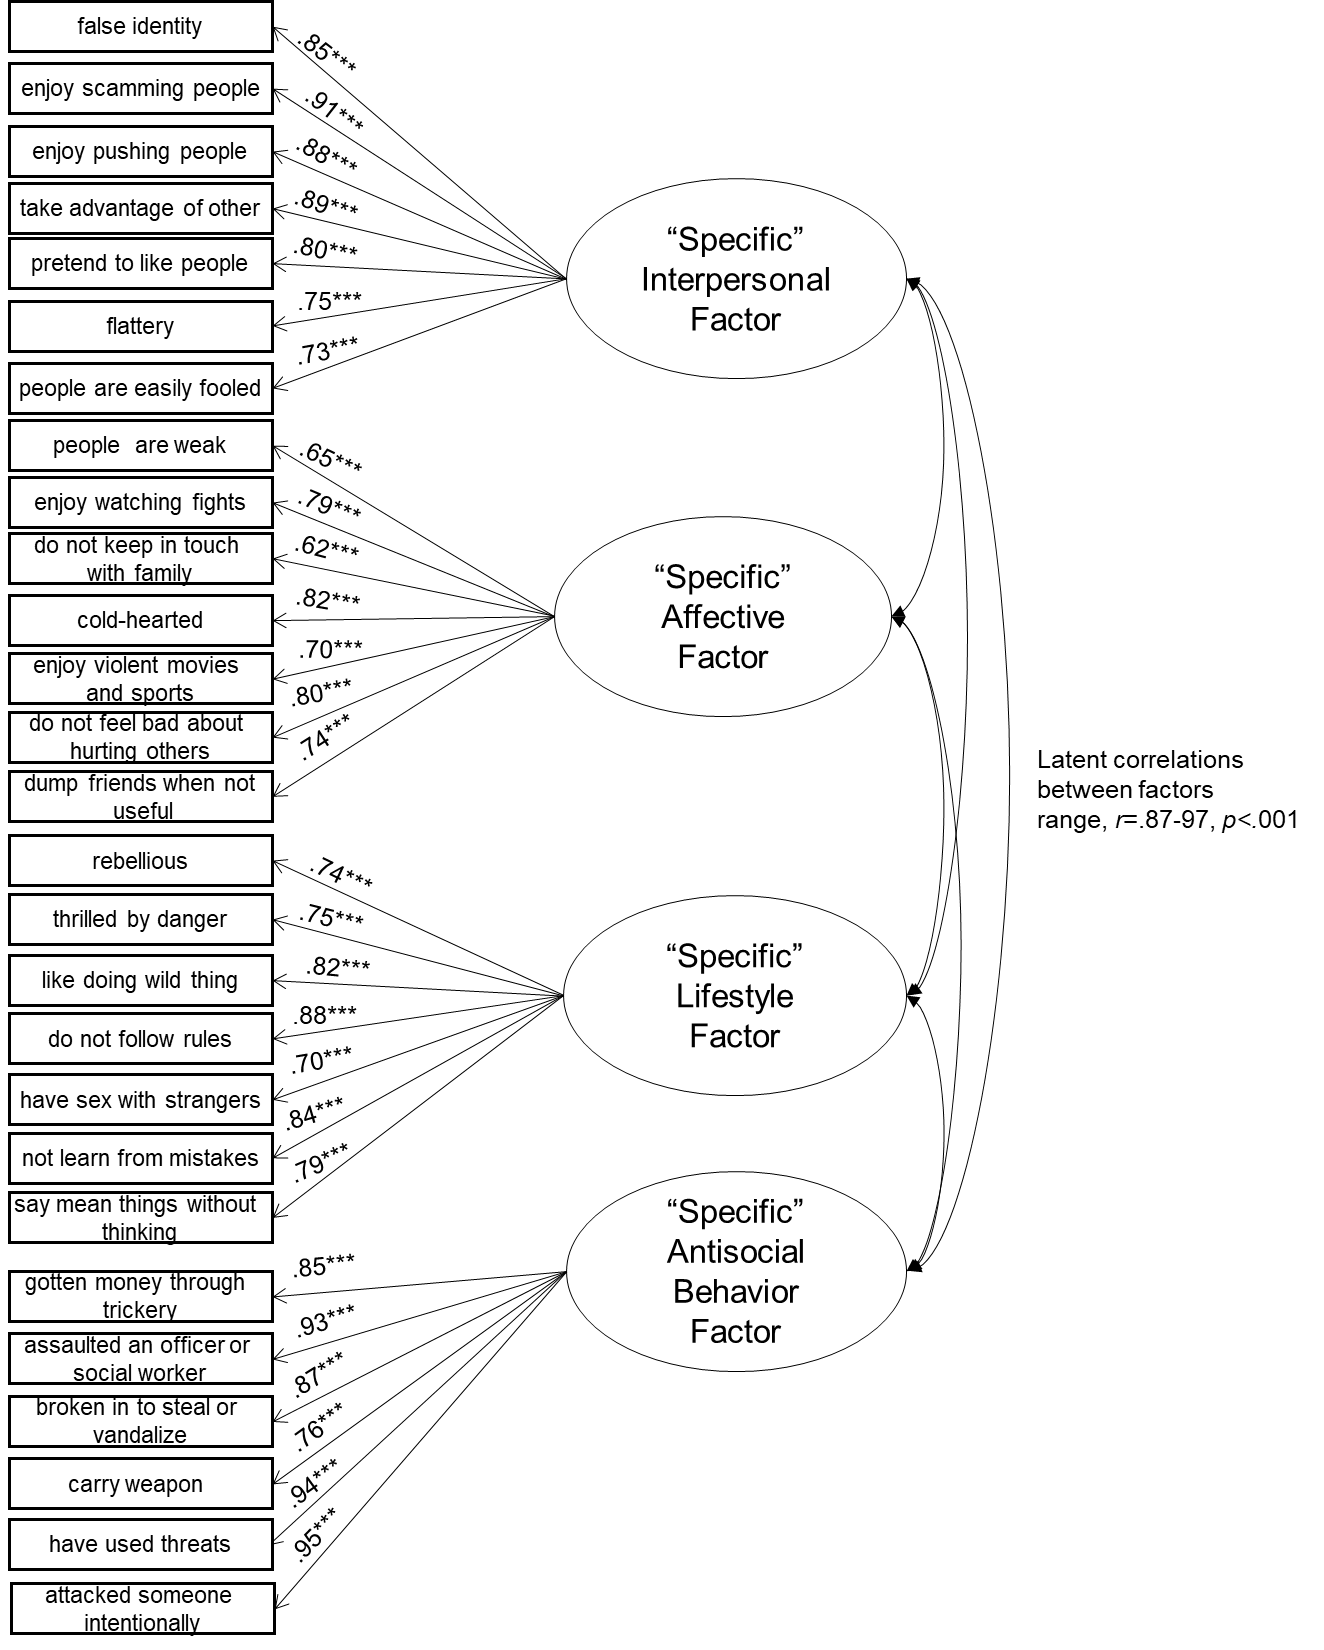 false identity
.85***
enjoy scamming people
.91***
enjoy pushing people
.88***
take advantage of other
.89***
pretend to like people
.80***
flattery
.75***
people are easily fooled
.73***
“Specific”
Interpersonal
Factor
people are weak
.65***
enjoy watching fights
.79***
do not keep in touch
with family
.62***
cold-hearted
.82***
enjoy violent movies
and sports
.70***
do not feel bad about
hurting others
.80***
dump friends when not
useful
.74***
“Specific”
Affective
Factor
Latent correlations
between factors
range, r=.87-97, p<.001
rebellious
.74***
thrilled by danger
.75***
like doing wild thing
.82***
do not follow rules
.88***
have sex with strangers
.70***
not learn from mistakes
.84***
say mean things without
thinking
.79***
“Specific”
Lifestyle
Factor
gotten money through
trickery
.85***
assaulted an officer or
social worker
.93***
broken in to steal or
vandalize
.87***
carry weapon
.76***
have used threats
.94***
attacked someone
intentionally
.95***
“Specific”
Antisocial
Behavior
Factor